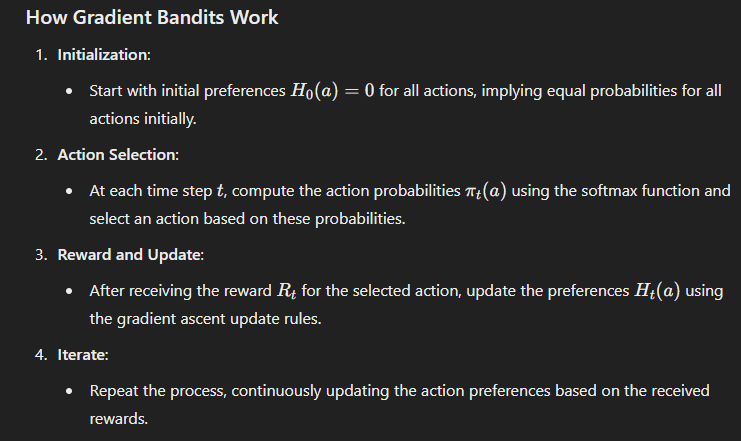 How Gradient Bandits Work
1. Initialization:
• Start with initial preferences H₀(a) = 0 for all actions, implying equal probabilities for all
actions initially.
2. Action Selection:
• At each time step t, compute the action probabilities πₜ(a) using the softmax function and
select an action based on these probabilities.
3. Reward and Update:
• After receiving the reward Rₜ for the selected action, update the preferences Hₜ(a) using
the gradient ascent update rules.
4. Iterate:
• Repeat the process, continuously updating the action preferences based on the received
rewards.